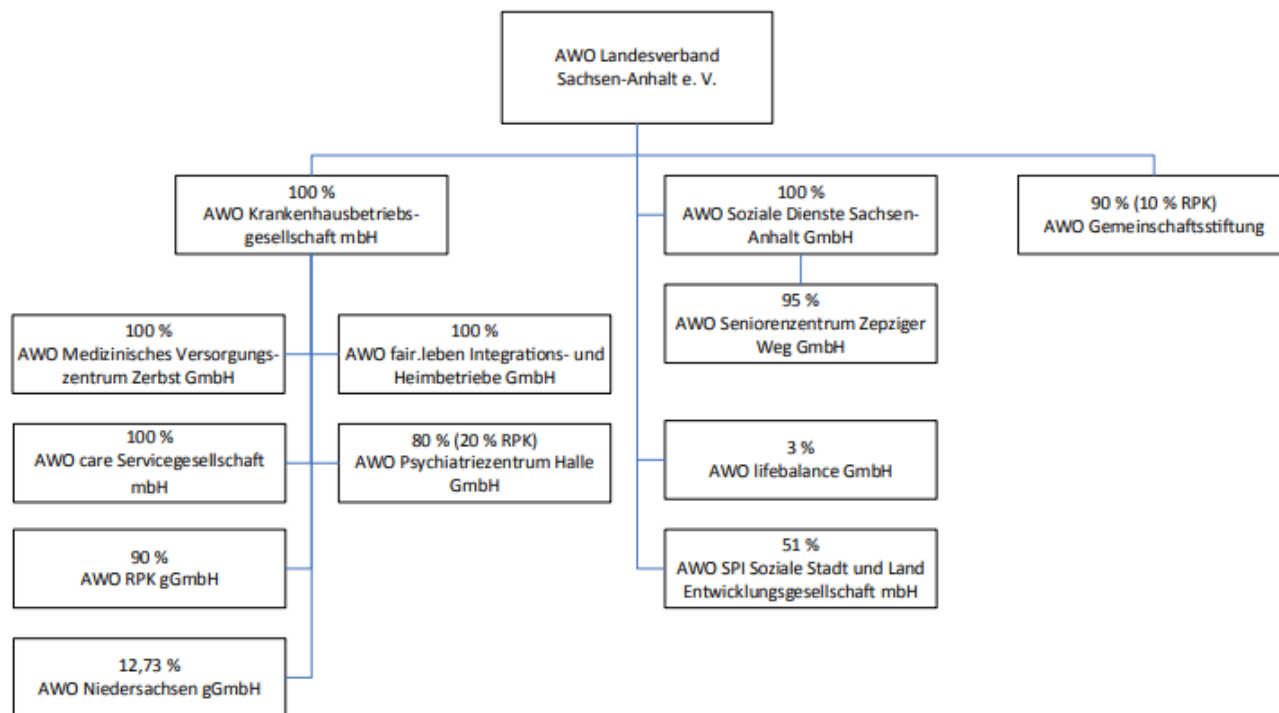 AWO Landesverband
Sachsen-Anhalt e. V.
100 %
AWO Krankenhausbetriebs-
gesellschaft mbH
100 %
AWO Soziale Dienste Sachsen-
Anhalt GmbH
90 % (10 % RPK)
AWO Gemeinschaftsstiftung
95 %
AWO Seniorenzentrum Zepziger
Weg GmbH
100 %
AWO Medizinisches Versorgungs-
zentrum Zerbst GmbH
100 %
AWO fair.leben Integrations- und
Heimbetriebe GmbH
100 %
AWO care Servicegesellschaft
mbH
80 % (20 % RPK)
AWO Psychiatriezentrum Halle
GmbH
3 %
AWO lifebalance GmbH
90 %
AWO RPK gGmbH
51 %
AWO SPI Soziale Stadt und Land
Entwicklungsgesellschaft mbH
12,73 %
AWO Niedersachsen gGmbH